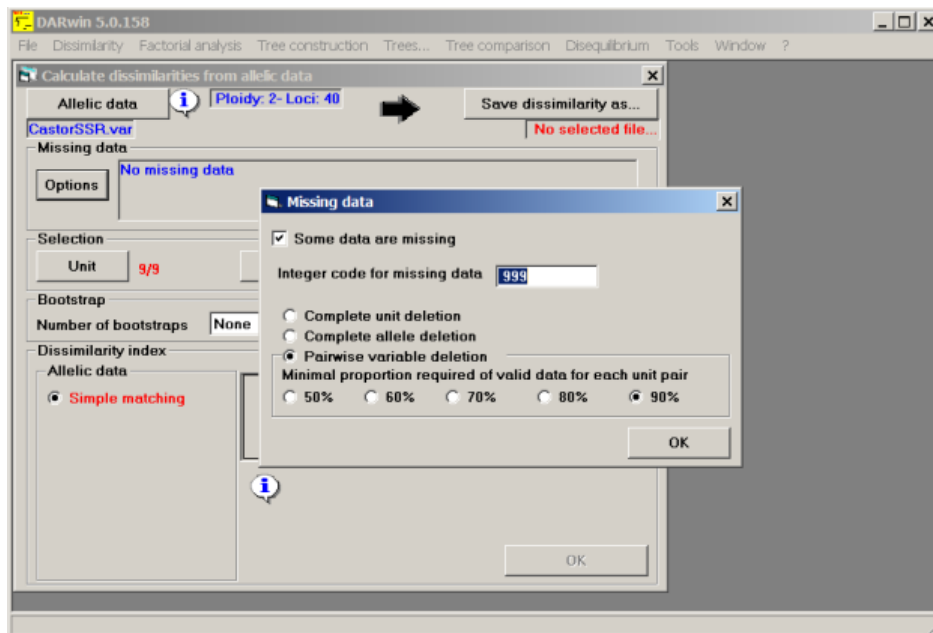 DARwin 5.0.158
File Dissimilarity Factorial analysis Tree construction Trees... Tree comparison Disequilibrium Tools Window ?
Calculate dissimilarities from allelic data
Allelic data
Ploidy: 2- Loci: 40
Save dissimilarity as...
CastorSSR.var
No selected file...
Missing data
Options
No missing data
Selection
Unit
9/9
Bootstrap
Number of bootstraps
None
Dissimilarity index
Allelic data
Simple matching
OK
Missing data
Some data are missing
Integer code for missing data 999
Complete unit deletion
Complete allele deletion
Pairwise variable deletion
Minimal proportion required of valid data for each unit pair
50% 60% 70% 80% 90%
OK